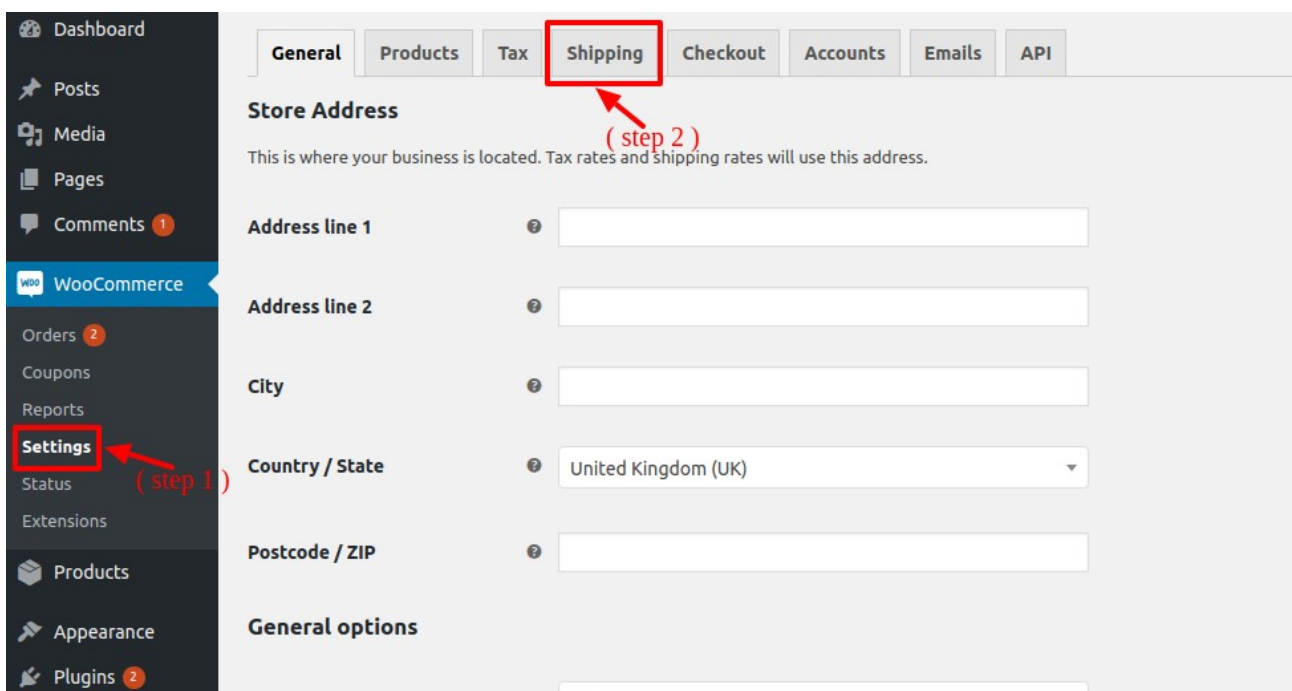 Dashboard
Posts
Media
Pages
Comments 1
woo WooCommerce
Orders 2
Coupons
Reports
Settings
( step 1 )
Status
Extensions
Products
Appearance
Plugins 2
General Products Tax Shipping Checkout Accounts Emails API
Store Address
( step 2 )
This is where your business is located. Tax rates and shipping rates will use this address.
Address line 1 ?
Address line 2 ?
City ?
Country / State ? United Kingdom (UK)
Postcode / ZIP ?
General options